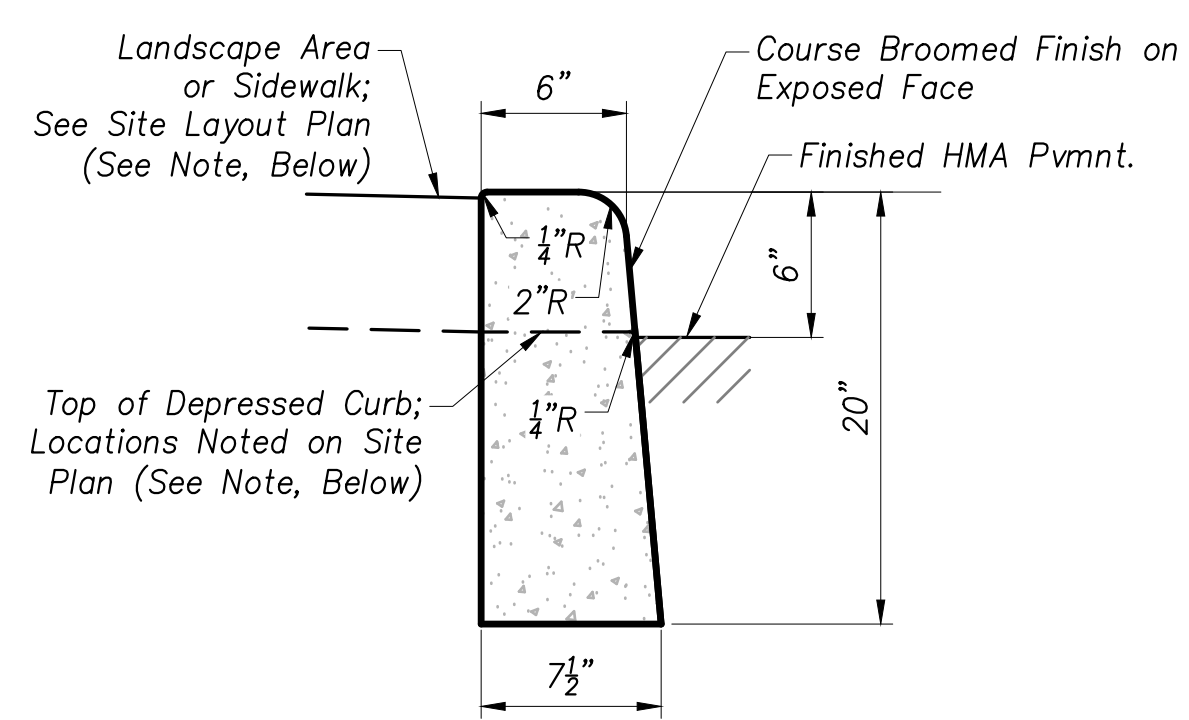 Landscape Area
or Sidewalk;
See Site Layout Plan
(See Note, Below)
6”
Course Broomed Finish on
Exposed Face
Finished HMA Pvmnt.
¼”R
2”R
6”
Top of Depressed Curb;
Locations Noted on Site
Plan (See Note, Below)
¼”R
20”
7½”